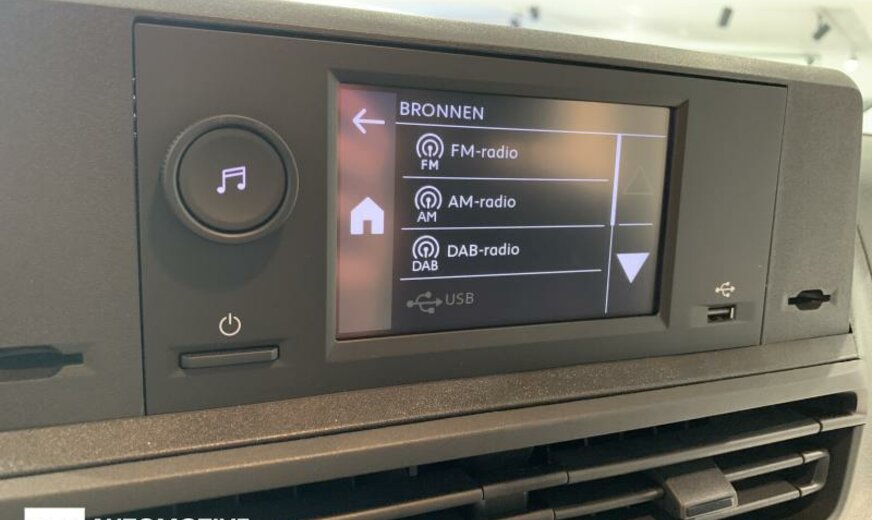 BRONNEN
FM FM-radio
AM AM-radio
DAB DAB-radio
USB
AUTOMOTIVE